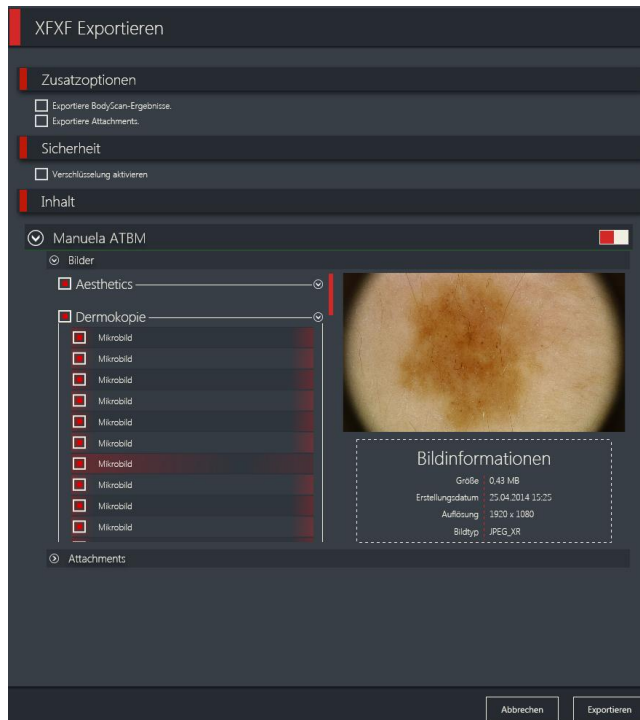 XFXF Exportieren
Zusatzoptionen
Exportiere BodyScan-Ergebnisse.
Exportiere Attachments.
Sicherheit
Verschlüsselung aktivieren
Inhalt
Manuela ATBM
Bilder
Aesthetics
Dermokopie
Mikrobild
Mikrobild
Mikrobild
Mikrobild
Mikrobild
Mikrobild
Mikrobild
Mikrobild
Mikrobild
Mikrobild
Bildinformationen
Größe 0,43 MB
Erstellungsdatum 25.04.2014 15:25
Auflösung 1920 x 1080
Bildtyp JPEG_XR
Attachments
Abbrechen Exportieren